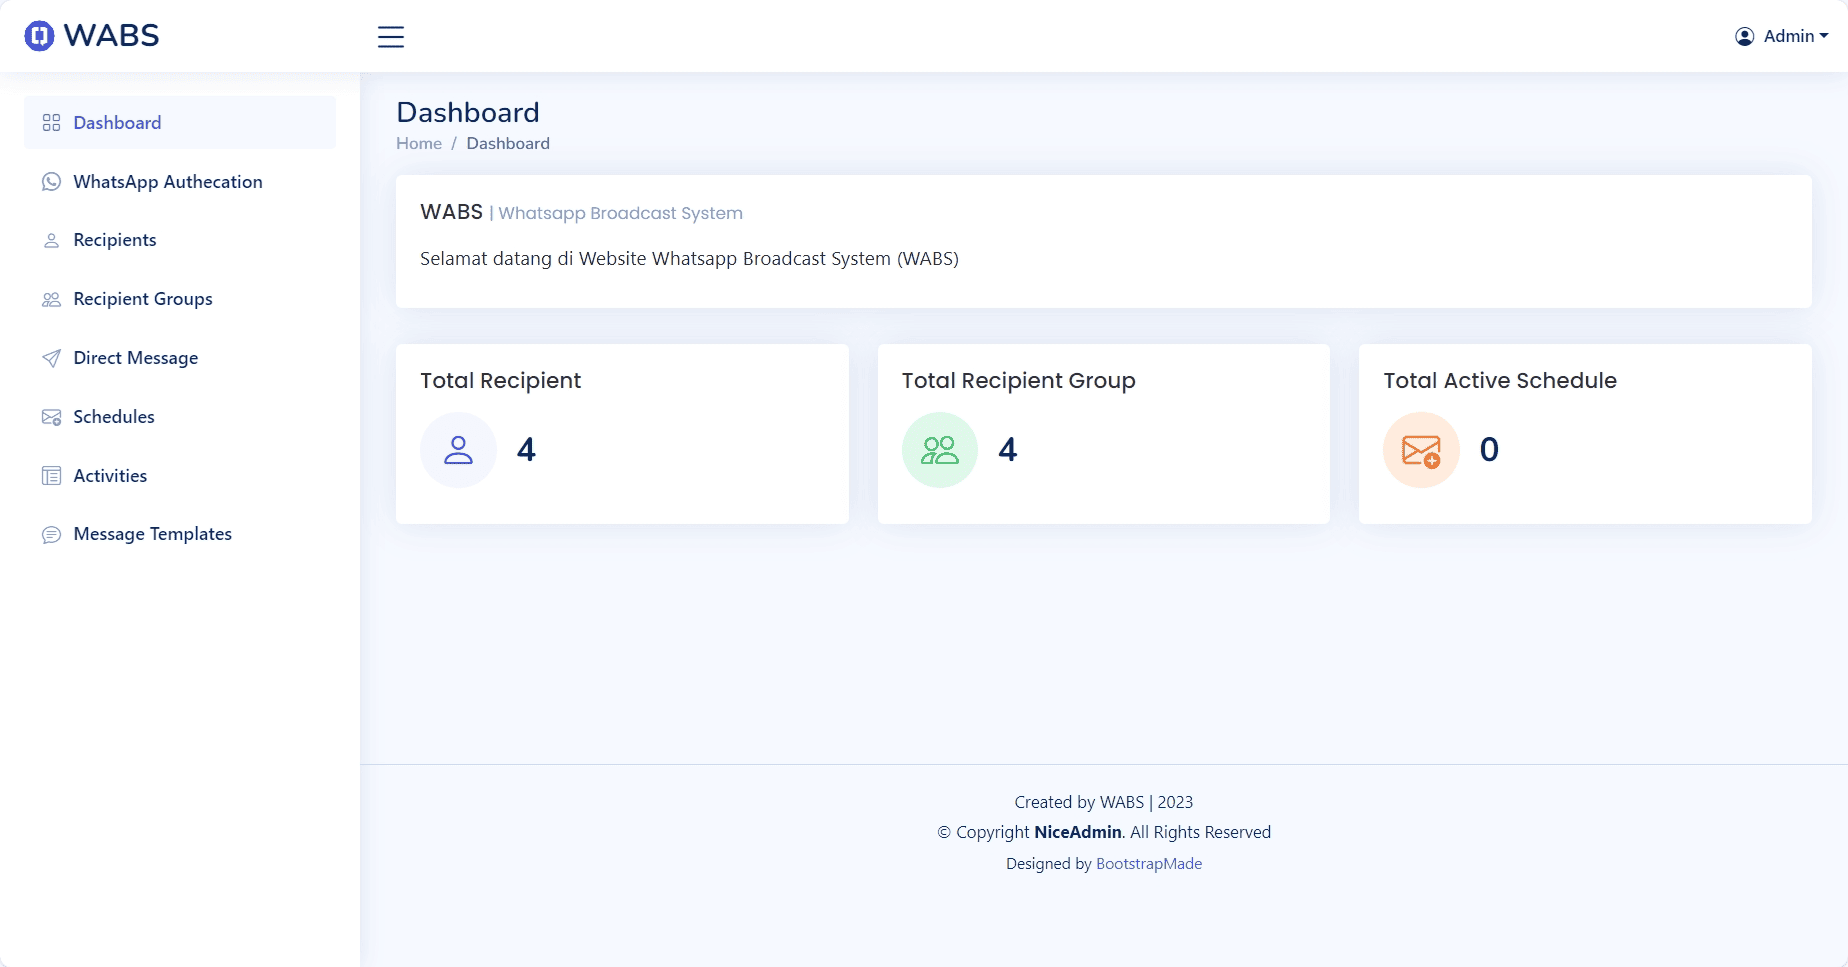 WABS
Admin
Dashboard
WhatsApp Authecation
Recipients
Recipient Groups
Direct Message
Schedules
Activities
Message Templates
Dashboard
Home / Dashboard
WABS | Whatsapp Broadcast System
Selamat datang di Website Whatsapp Broadcast System (WABS)
Total Recipient
4
Total Recipient Group
4
Total Active Schedule
0
Created by WABS | 2023
© Copyright NiceAdmin. All Rights Reserved
Designed by BootstrapMade